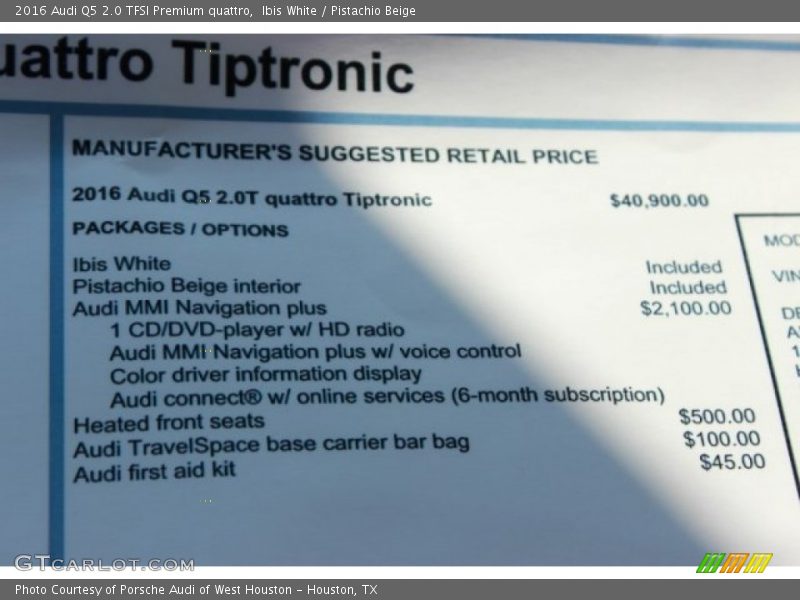 2016 Audi Q5 2.0 TFSI Premium quattro, Ibis White / Pistachio Beige
uattro Tiptronic
MANUFACTURER'S SUGGESTED RETAIL PRICE
2016 Audi Q5 2.0T quattro Tiptronic $40,900.00
PACKAGES / OPTIONS
Ibis White Included
Pistachio Beige interior Included
Audi MMI Navigation plus $2,100.00
1 CD/DVD-player w/ HD radio
Audi MMI Navigation plus w/ voice control
Color driver information display
Audi connect® w/ online services (6-month subscription)
Heated front seats $500.00
Audi TravelSpace base carrier bar bag $100.00
Audi first aid kit $45.00
MOD
VIN
DE
GTCARLOT.COM
Photo Courtesy of Porsche Audi of West Houston - Houston, TX